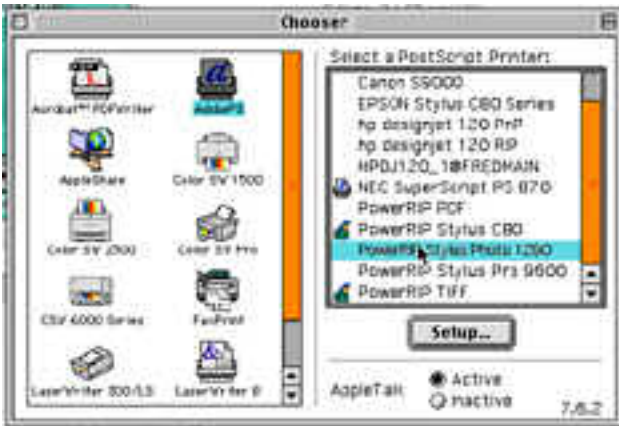 Chooser
Acrobat™ PDFWriter
AdobePS
AppleShare
Color SW 1500
Color SW 2500
Color SW Pro
CSW 6000 Series
FaxPrint
LaserWriter 300/LS
LaserWriter 8
Select a PostScript Printer:
Canon S9000
EPSON Stylus C80 Series
hp designjet 120 PnP
hp designjet 120 RIP
HPDJ120_1@FREDMAIN
NEC SuperScript PS 870
PowerRIP PDF
PowerRIP Stylus C80
PowerRIP Stylus Photo 1280
PowerRIP Stylus Pro 9600
PowerRIP TIFF
Setup...
AppleTalk
Active
Inactive
7.6.2